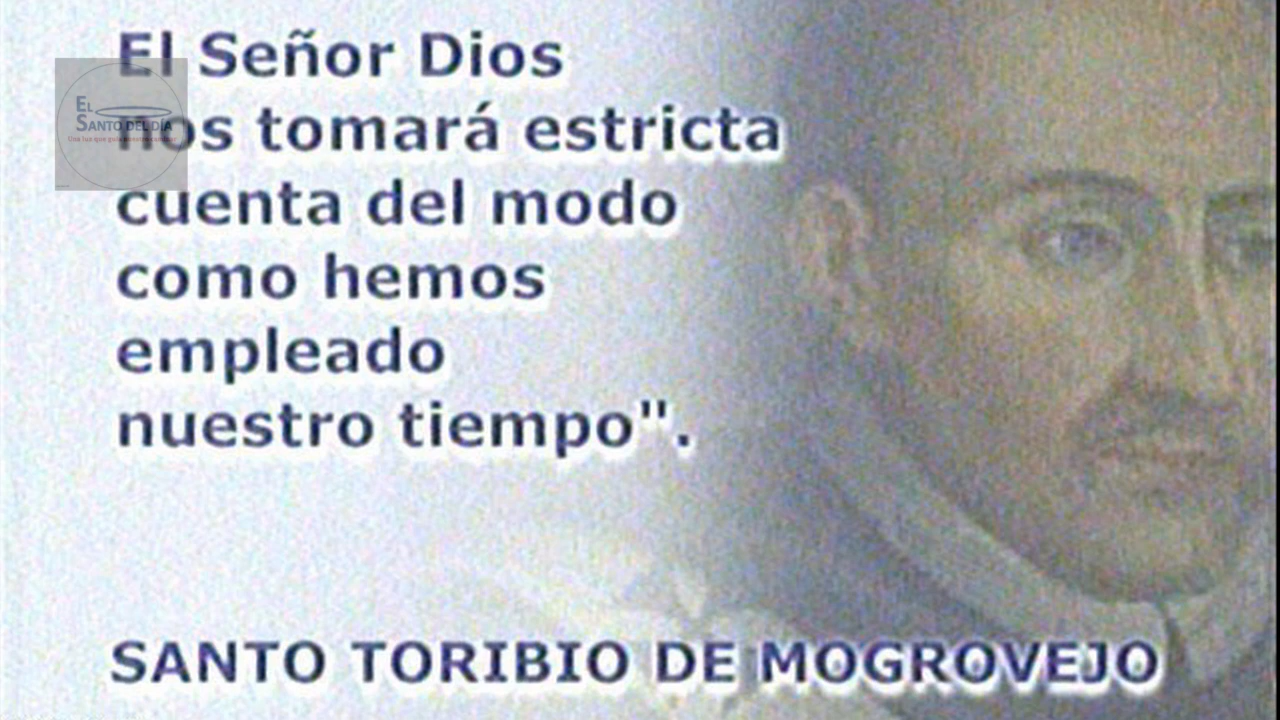 El Señor Dios
nos tomará estricta
cuenta del modo
como hemos
empleado
nuestro tiempo".
EL
SANTO DEL DÍA
SANTO TORIBIO DE MOGROVEJO